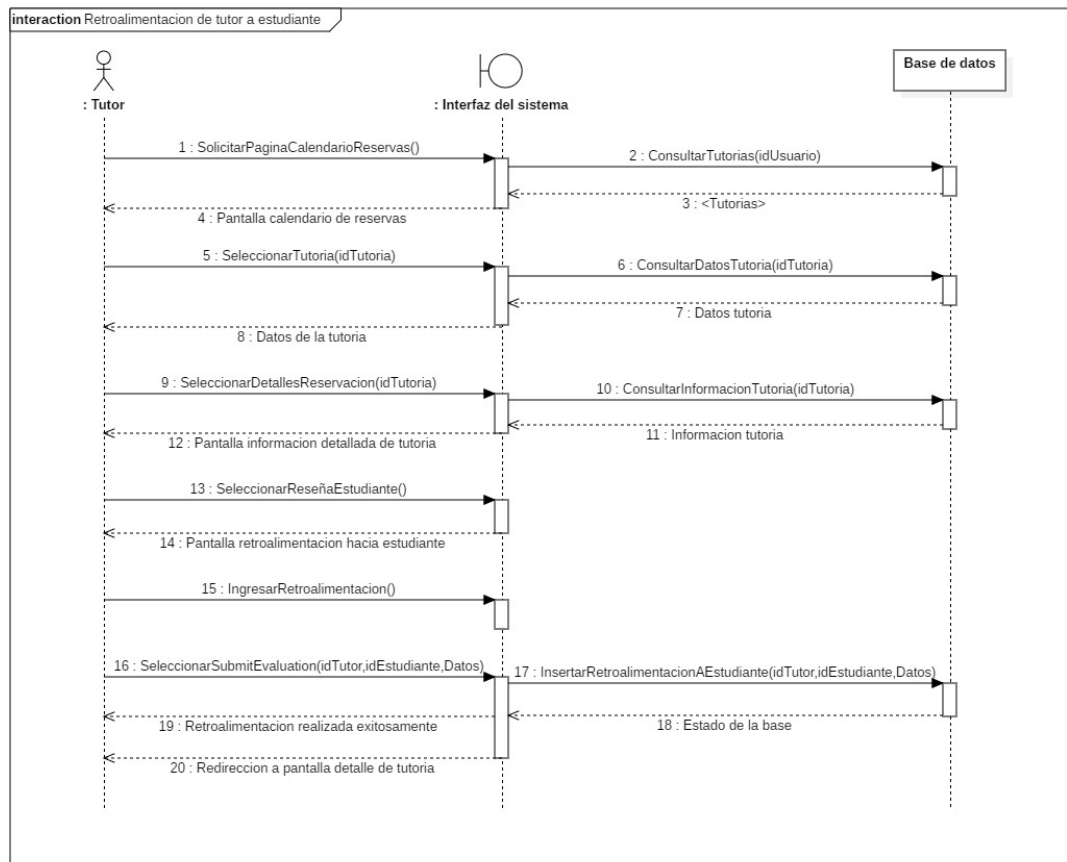 interaction Retroalimentacion de tutor a estudiante
Base de datos
: Tutor
: Interfaz del sistema
1 : SolicitarPaginaCalendarioReservas()
2 : ConsultarTutorias(idUsuario)
3 : <Tutorias>
4 : Pantalla calendario de reservas
5 : SeleccionarTutoria(idTutoria)
6 : ConsultarDatosTutoria(idTutoria)
7 : Datos tutoria
8 : Datos de la tutoria
9 : SeleccionarDetallesReservacion(idTutoria)
10 : ConsultarInformacionTutoria(idTutoria)
11 : Informacion tutoria
12 : Pantalla informacion detallada de tutoria
13 : SeleccionarReseñaEstudiante()
14 : Pantalla retroalimentacion hacia estudiante
15 : IngresarRetroalimentacion()
16 : SeleccionarSubmitEvaluation(idTutor,idEstudiante,Datos)
17 : InsertarRetroalimentacionAEstudiante(idTutor,idEstudiante,Datos)
18 : Estado de la base
19 : Retroalimentacion realizada exitosamente
20 : Redireccion a pantalla detalle de tutoria